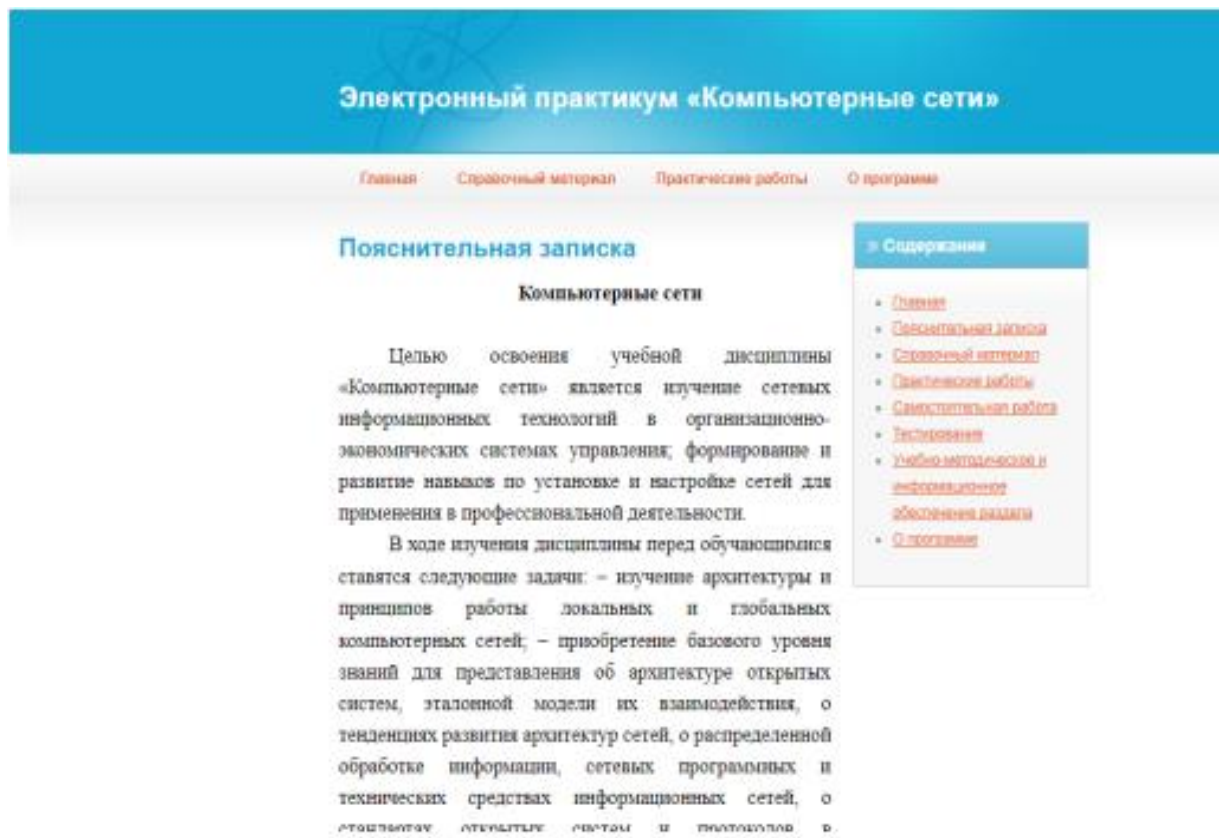 Электронный практикум «Компьютерные сети»
Главная Справочный материал Практические работы О программе
Пояснительная записка
Компьютерные сети
Целью освоения учебной дисциплины
«Компьютерные сети» является изучение сетевых
информационных технологий в организационно-
экономических системах управления; формирование и
развитие навыков по установке и настройке сетей для
применения в профессиональной деятельности.
В ходе изучения дисциплины перед обучающимися
ставятся следующие задачи: – изучение архитектуры и
принципов работы локальных и глобальных
компьютерных сетей; – приобретение базового уровня
знаний для представления об архитектуре открытых
систем, эталонной модели их взаимодействия, о
тенденциях развития архитектур сетей, о распределенной
обработке информации, сетевых программных и
технических средствах информационных сетей, о
стандартах открытых систем и протоколов в
» Содержание
Главная
Пояснительная записка
Справочный материал
Практические работы
Самостоятельная работа
Тестирование
Учебно-методическое и
информационное
обеспечение раздела
О программе